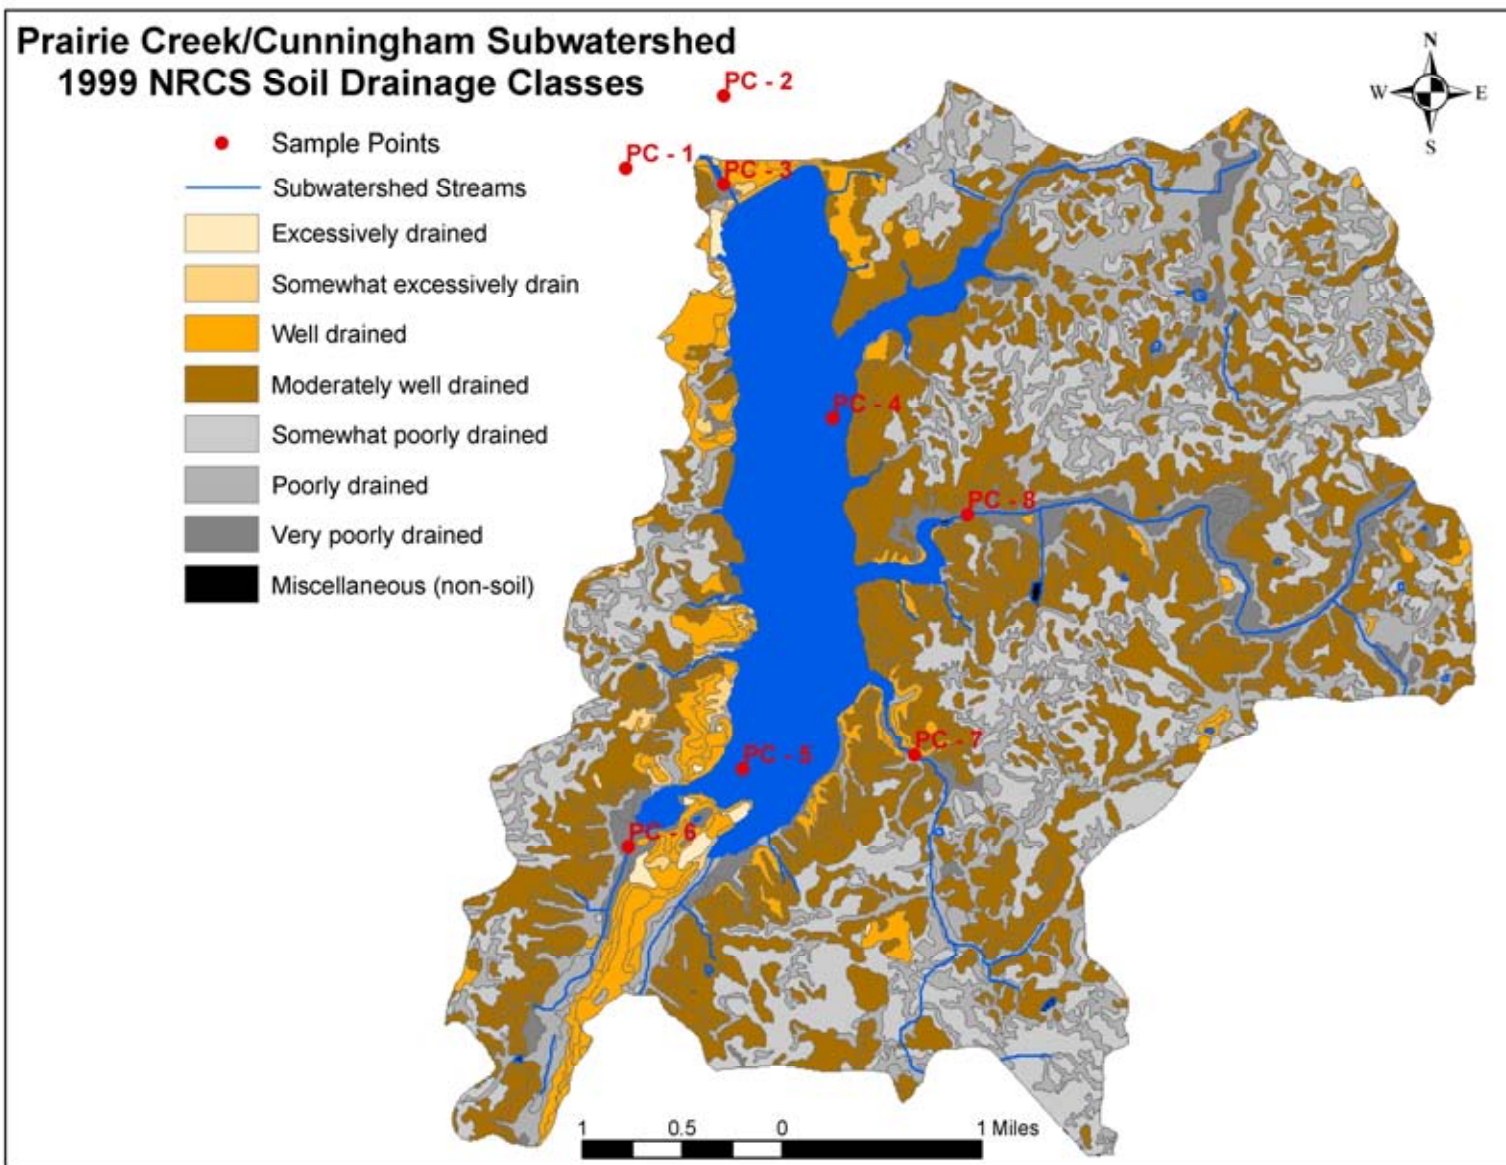 Prairie Creek/Cunningham Subwatershed
1999 NRCS Soil Drainage Classes
Sample Points
Subwatershed Streams
Excessively drained
Somewhat excessively drain
Well drained
Moderately well drained
Somewhat poorly drained
Poorly drained
Very poorly drained
Miscellaneous (non-soil)
N
W
E
S
PC - 2
PC - 1
PC - 3
PC - 4
PC - 8
PC - 7
PC - 5
PC - 6
1 0.5 0 1 Miles